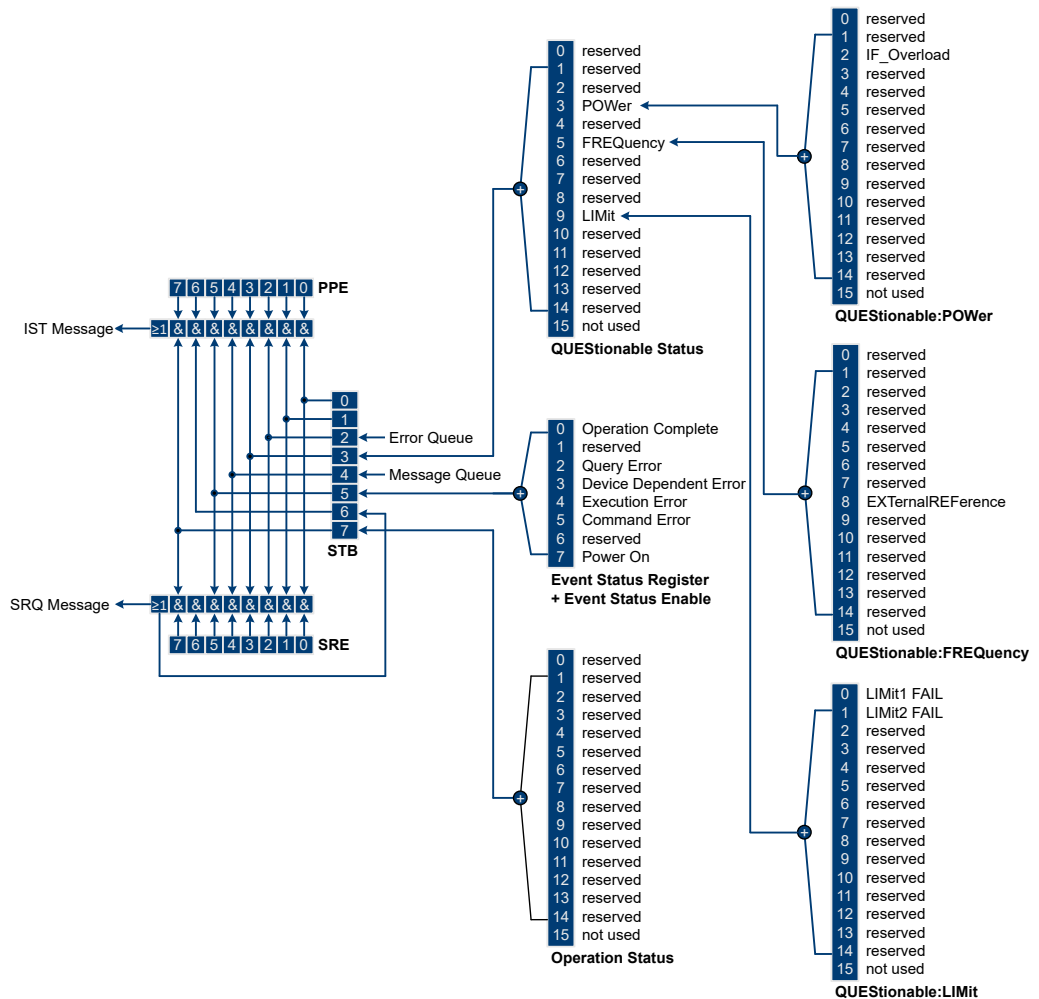 7 6 5 4 3 2 1 0 PPE
IST Message
≥1 & & & & & & & &
0
1
2 Error Queue
3
4 Message Queue
5
6
7
STB
SRQ Message
≥1 & & & & & & & &
7 6 5 4 3 2 1 0 SRE
+
0 reserved
1 reserved
2 reserved
3 POWer
4 reserved
5 FREQuency
6 reserved
7 reserved
8 reserved
9 LIMit
10 reserved
11 reserved
12 reserved
13 reserved
14 reserved
15 not used
QUEStionable Status
+
0 Operation Complete
1 reserved
2 Query Error
3 Device Dependent Error
4 Execution Error
5 Command Error
6 reserved
7 Power On
Event Status Register
+ Event Status Enable
+
0 reserved
1 reserved
2 reserved
3 reserved
4 reserved
5 reserved
6 reserved
7 reserved
8 reserved
9 reserved
10 reserved
11 reserved
12 reserved
13 reserved
14 reserved
15 not used
Operation Status
+
0 reserved
1 reserved
2 IF_Overload
3 reserved
4 reserved
5 reserved
6 reserved
7 reserved
8 reserved
9 reserved
10 reserved
11 reserved
12 reserved
13 reserved
14 reserved
15 not used
QUEStionable:POWer
+
0 reserved
1 reserved
2 reserved
3 reserved
4 reserved
5 reserved
6 reserved
7 reserved
8 EXTernalREFerence
9 reserved
10 reserved
11 reserved
12 reserved
13 reserved
14 reserved
15 not used
QUEStionable:FREQuency
+
0 LIMit1 FAIL
1 LIMit2 FAIL
2 reserved
3 reserved
4 reserved
5 reserved
6 reserved
7 reserved
8 reserved
9 reserved
10 reserved
11 reserved
12 reserved
13 reserved
14 reserved
15 not used
QUEStionable:LIMit